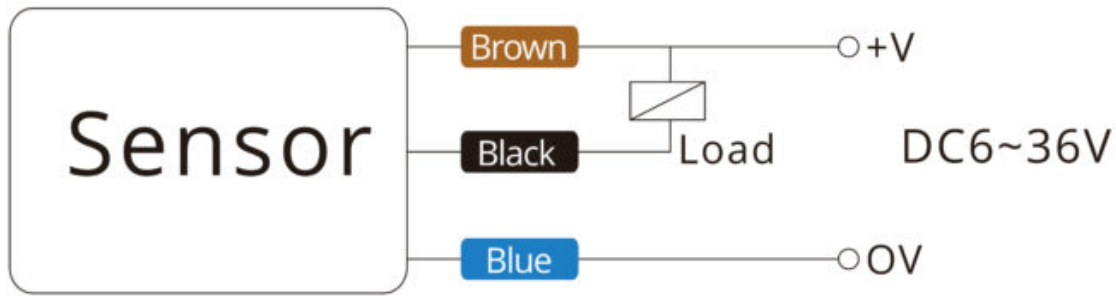 Brown
+V
Sensor
Black
Load
DC6~36V
Blue
OV